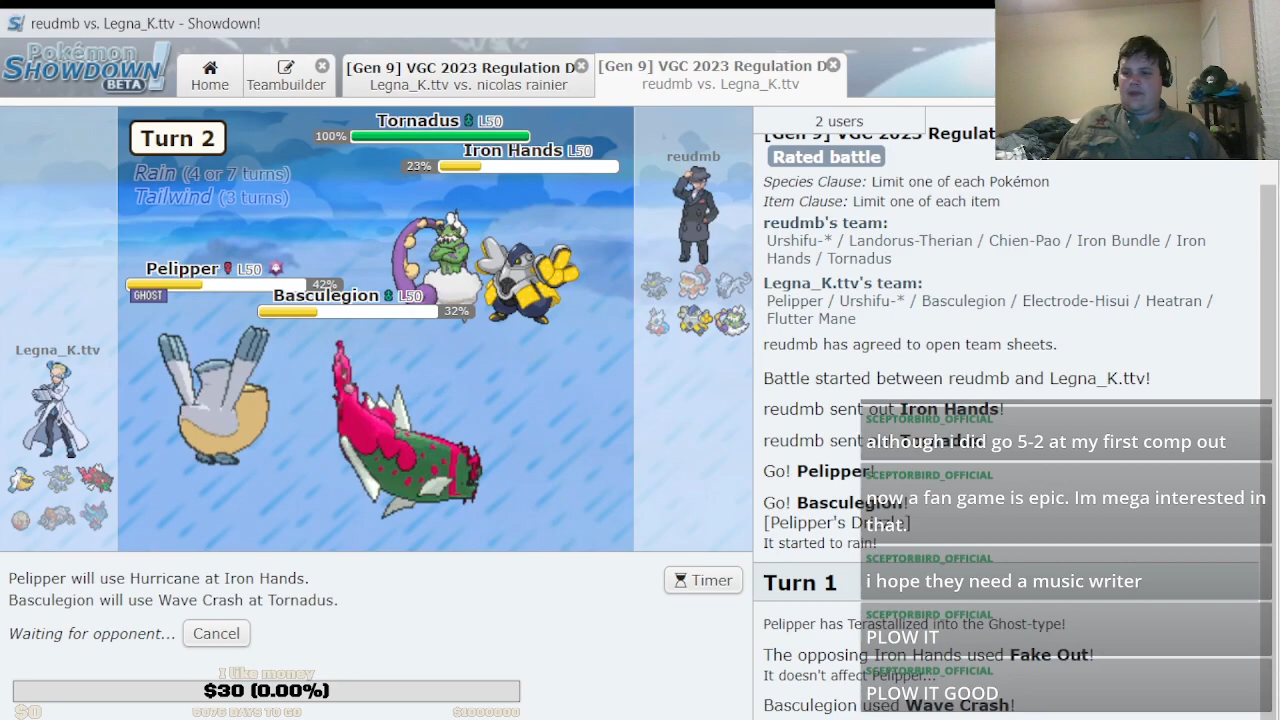 reudmb vs. Legna_K.ttv - Showdown!
Pokémon
SHOWDOWN!
BETA
Home
Teambuilder
[Gen 9] VGC 2023 Regulation D
Legna_K.ttv vs. nicolas rainier
[Gen 9] VGC 2023 Regulation D
reudmb vs. Legna_K.ttv
Turn 2
Rain (4 or 7 turns)
Tailwind (3 turns)
Tornadus L50
100%
Iron Hands L50
23%
Pelipper L50
42%
GHOST
Basculegion L50
32%
Legna_K.ttv
reudmb
2 users
[Gen 9] VGC 2023 Regulat
Rated battle
Species Clause: Limit one of each Pokémon
Item Clause: Limit one of each item
reudmb's team:
Urshifu-* / Landorus-Therian / Chien-Pao / Iron Bundle / Iron
Hands / Tornadus
Legna_K.ttv's team:
Pelipper / Urshifu-* / Basculegion / Electrode-Hisui / Heatran /
Flutter Mane
reudmb has agreed to open team sheets.
Battle started between reudmb and Legna_K.ttv!
reudmb sent out Iron Hands!
reudmb sent
Go! Pelipper!
Go! Basculegion!
[Pelipper's
It started to rain!
Turn 1
Pelipper has Terastallized into the Ghost-type!
The opposing Iron Hands used Fake Out!
It doesn't affect Pelipper...
Basculegion used Wave Crash!
SCEPTORBIRD_OFFICIAL
although i did go 5-2 at my first comp out
SCEPTORBIRD_OFFICIAL
now a fan game is epic. Im mega interested in
that.
SCEPTORBIRD_OFFICIAL
i hope they need a music writer
SCEPTORBIRD_OFFICIAL
PLOW IT
SCEPTORBIRD_OFFICIAL
PLOW IT GOOD
Pelipper will use Hurricane at Iron Hands.
Basculegion will use Wave Crash at Tornadus.
Timer
Waiting for opponent...
Cancel
I like money
$30 (0.00%)
$0
$1000000